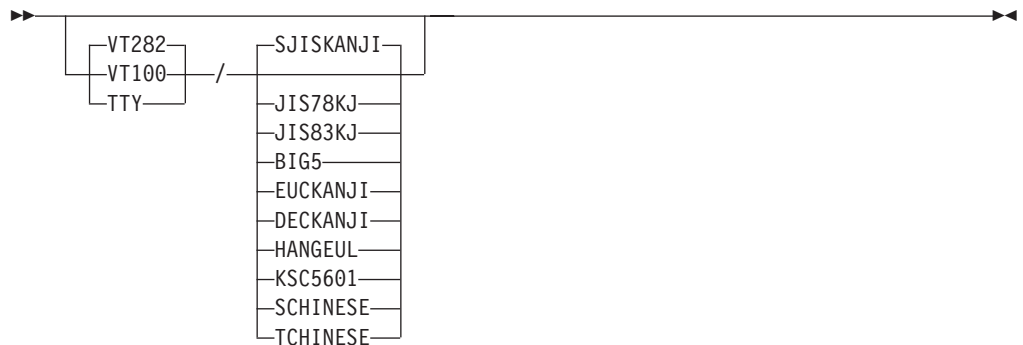 VT282 SJISKANJI
VT100 /
TTY JIS78KJ
JIS83KJ
BIG5
EUCKANJI
DECKANJI
HANGEUL
KSC5601
SCHINESE
TCHINESE